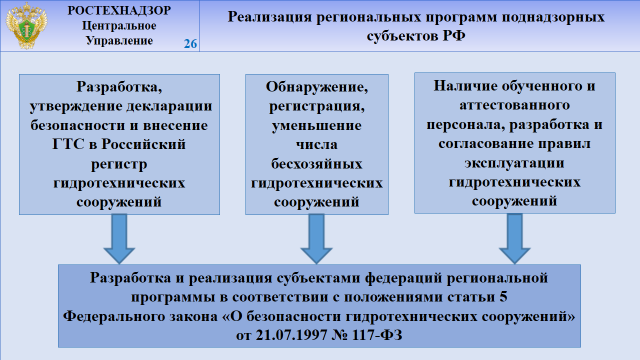 РОСТЕХНАДЗОР
Центральное
Управление
26
Реализация региональных программ поднадзорных
субъектов РФ
Разработка,
утверждение декларации
безопасности и внесение
ГТС в Российский
регистр
гидротехнических
сооружений
Обнаружение,
регистрация,
уменьшение
числа
бесхозяйных
гидротехнических
сооружений
Наличие обученного и
аттестованного
персонала, разработка и
согласование правил
эксплуатации
гидротехнических
сооружений
Разработка и реализация субъектами федераций региональной
программы в соответствии с положениями статьи 5
Федерального закона «О безопасности гидротехнических сооружений»
от 21.07.1997 № 117-ФЗ